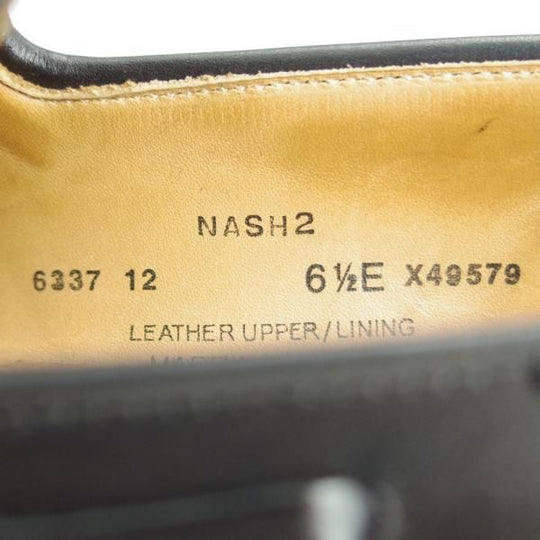 NASH2
6337 12 6½E X49579
LEATHER UPPER/LINING